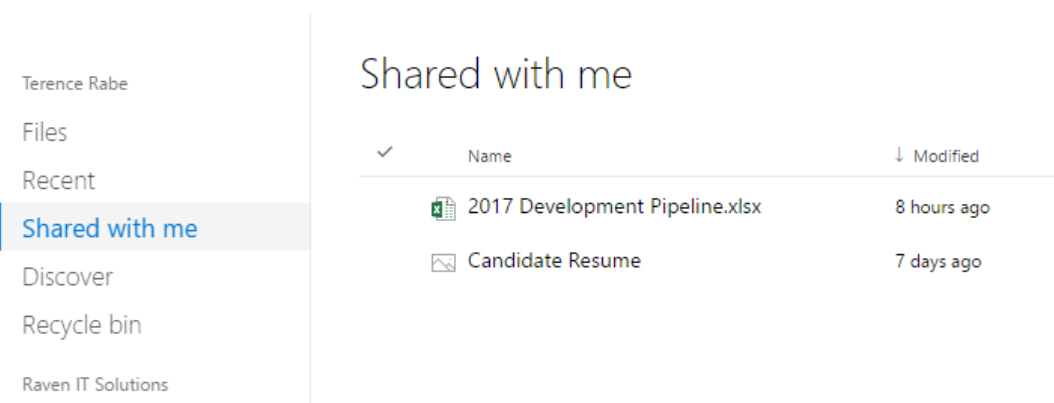 Terence Rabe
Files
Recent
Shared with me
Discover
Recycle bin
Raven IT Solutions
Shared with me
Name ↓ Modified
2017 Development Pipeline.xlsx 8 hours ago
Candidate Resume 7 days ago